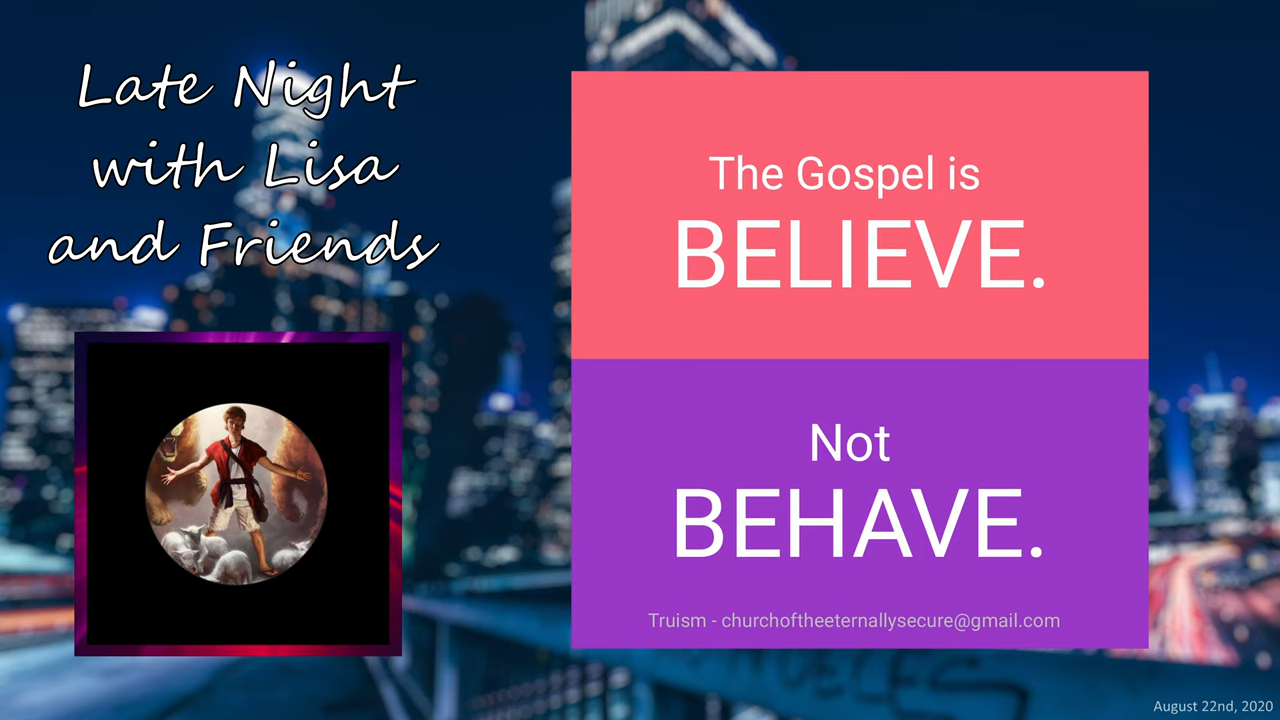 Late Night
with Lisa
and Friends
The Gospel is
BELIEVE.
Not
BEHAVE.
Truism - churchoftheeternallysecure@gmail.com
August 22nd, 2020